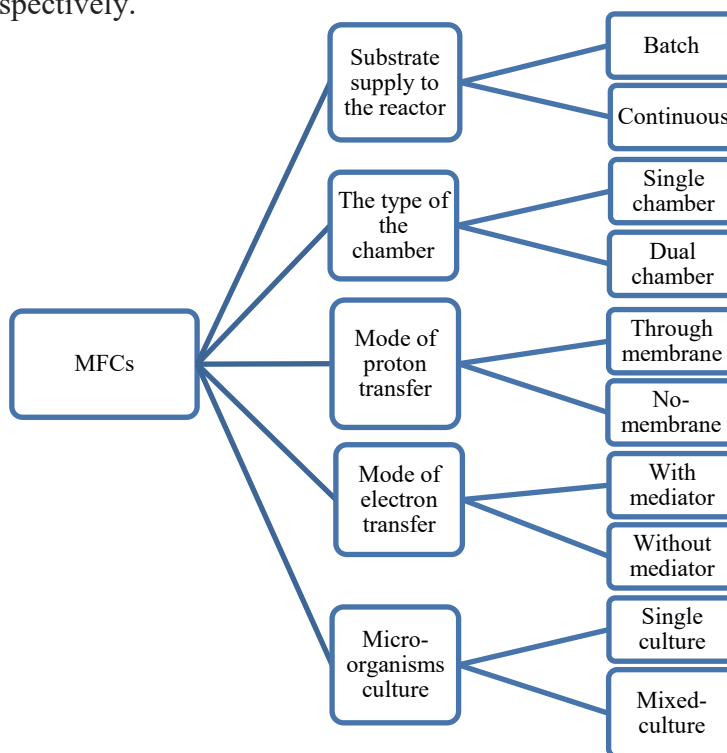 spectively.
Substrate
supply to
the reactor
Batch
Continuous
The type of
the
chamber
Single
chamber
Dual
chamber
MFCs
Mode of
proton
transfer
Through
membrane
No-
membrane
Mode of
electron
transfer
With
mediator
Without
mediator
Micro-
organisms
culture
Single
culture
Mixed-
culture